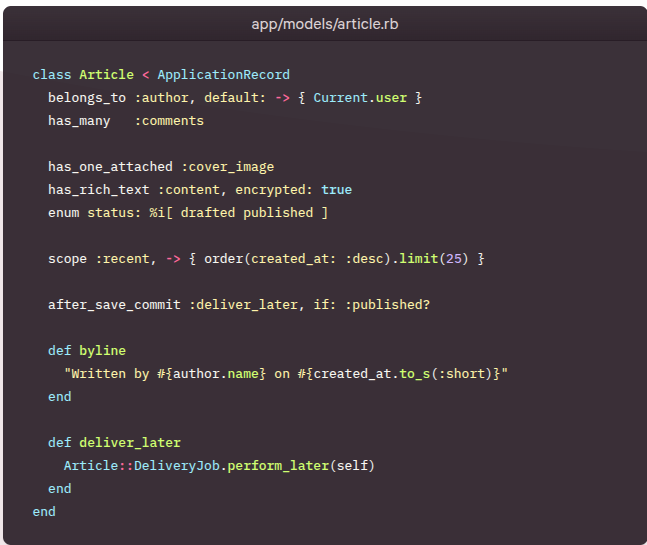 app/models/article.rb
class Article < ApplicationRecord
  belongs_to :author, default: -> { Current.user }
  has_many   :comments

  has_one_attached :cover_image
  has_rich_text :content, encrypted: true
  enum status: %i[ drafted published ]

  scope :recent, -> { order(created_at: :desc).limit(25) }

  after_save_commit :deliver_later, if: :published?

  def byline
    "Written by #{author.name} on #{created_at.to_s(:short)}"
  end

  def deliver_later
    Article::DeliveryJob.perform_later(self)
  end
end